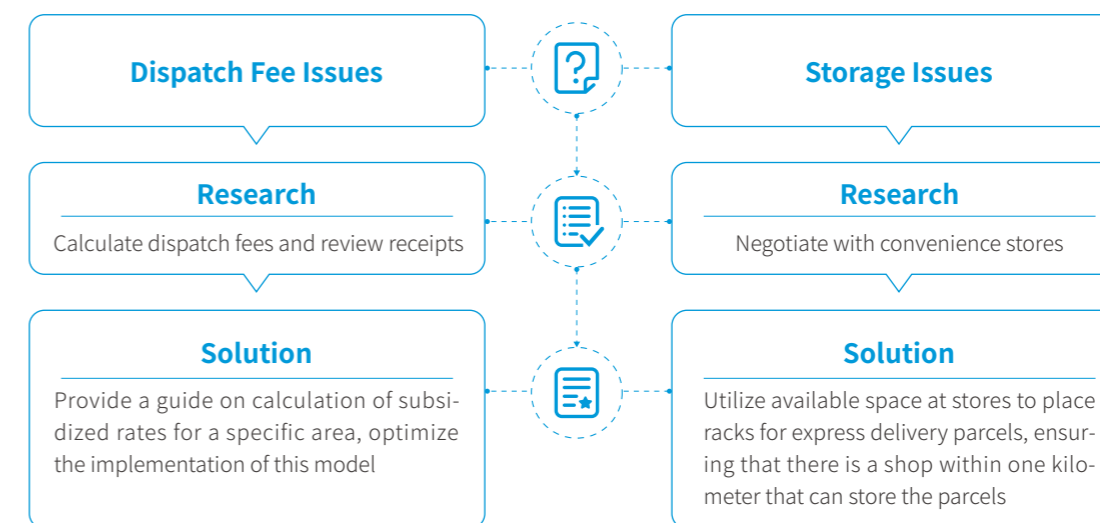 Dispatch Fee Issues
Storage Issues
Research
Calculate dispatch fees and review receipts
Research
Negotiate with convenience stores
Solution
Provide a guide on calculation of subsi-
dized rates for a specific area, optimize
the implementation of this model
Solution
Utilize available space at stores to place
racks for express delivery parcels, ensur-
ing that there is a shop within one kilo-
meter that can store the parcels